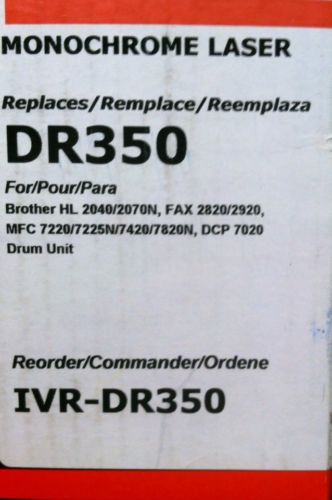 MONOCHROME LASER
Replaces/Remplace/Reemplaza
DR350
For/Pour/Para
Brother HL 2040/2070N, FAX 2820/2920,
MFC 7220/7225N/7420/7820N, DCP 7020
Drum Unit
Reorder/Commander/Ordene
IVR-DR350